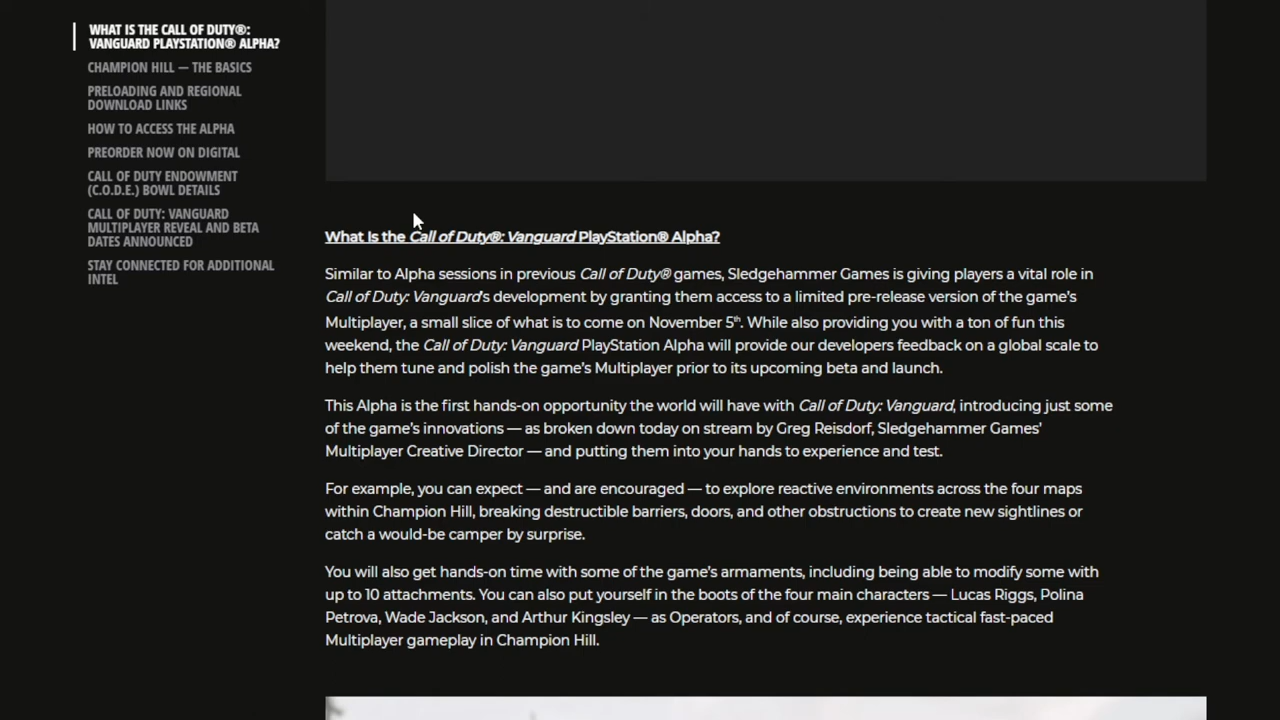 WHAT IS THE CALL OF DUTY®:
VANGUARD PLAYSTATION® ALPHA?
CHAMPION HILL — THE BASICS
PRELOADING AND REGIONAL
DOWNLOAD LINKS
HOW TO ACCESS THE ALPHA
PREORDER NOW ON DIGITAL
CALL OF DUTY ENDOWMENT
(C.O.D.E.) BOWL DETAILS
CALL OF DUTY: VANGUARD
MULTIPLAYER REVEAL AND BETA
DATES ANNOUNCED
STAY CONNECTED FOR ADDITIONAL
INTEL
What Is the Call of Duty®: Vanguard PlayStation® Alpha?
Similar to Alpha sessions in previous Call of Duty® games, Sledgehammer Games is giving players a vital role in
Call of Duty: Vanguard's development by granting them access to a limited pre-release version of the game's
Multiplayer, a small slice of what is to come on November 5th. While also providing you with a ton of fun this
weekend, the Call of Duty: Vanguard PlayStation Alpha will provide our developers feedback on a global scale to
help them tune and polish the game's Multiplayer prior to its upcoming beta and launch.
This Alpha is the first hands-on opportunity the world will have with Call of Duty: Vanguard, introducing just some
of the game's innovations — as broken down today on stream by Greg Reisdorf, Sledgehammer Games'
Multiplayer Creative Director — and putting them into your hands to experience and test.
For example, you can expect — and are encouraged — to explore reactive environments across the four maps
within Champion Hill, breaking destructible barriers, doors, and other obstructions to create new sightlines or
catch a would-be camper by surprise.
You will also get hands-on time with some of the game's armaments, including being able to modify some with
up to 10 attachments. You can also put yourself in the boots of the four main characters — Lucas Riggs, Polina
Petrova, Wade Jackson, and Arthur Kingsley — as Operators, and of course, experience tactical fast-paced
Multiplayer gameplay in Champion Hill.